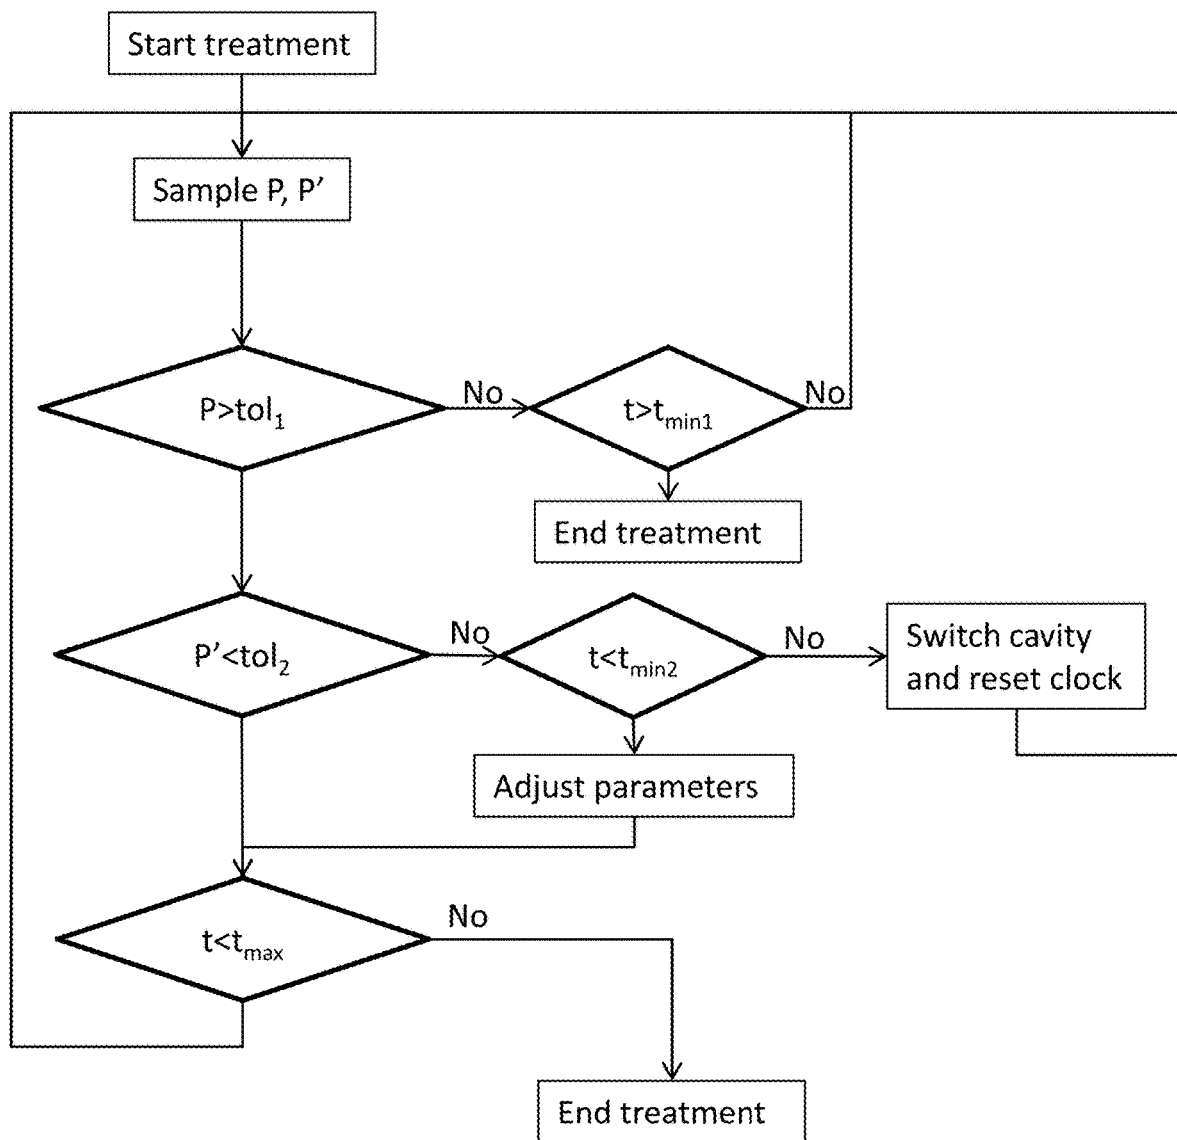 Start treatment
Sample P, P’
P>tol₁
No
t>tₘᵢₙ₁
No
End treatment
P’<tol₂
No
t<tₘᵢₙ₂
No
Switch cavity
and reset clock
Adjust parameters
t<tₘₐₓ
No
End treatment